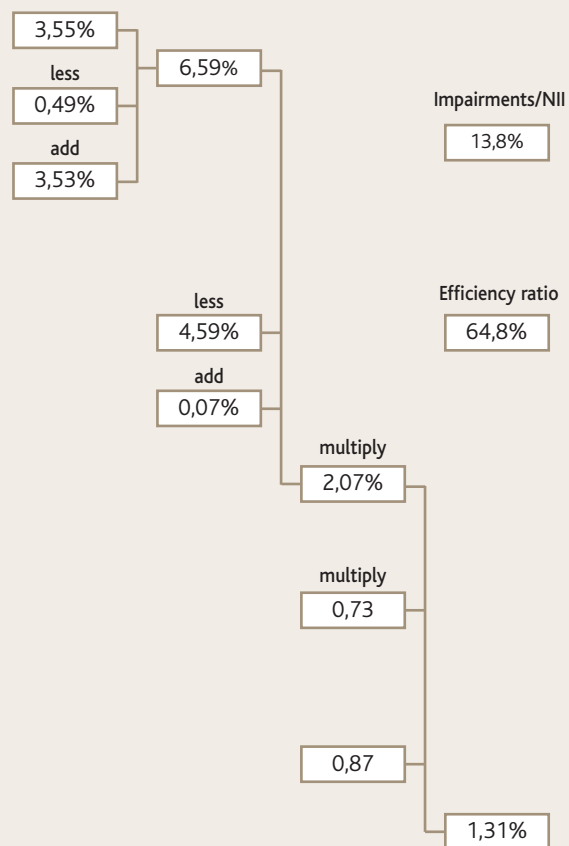 3,55%
less
6,59%
0,49%
Impairments/NII
13,8%
add
3,53%
less
4,59%
Efficiency ratio
64,8%
add
0,07%
multiply
2,07%
multiply
0,73
0,87
1,31%